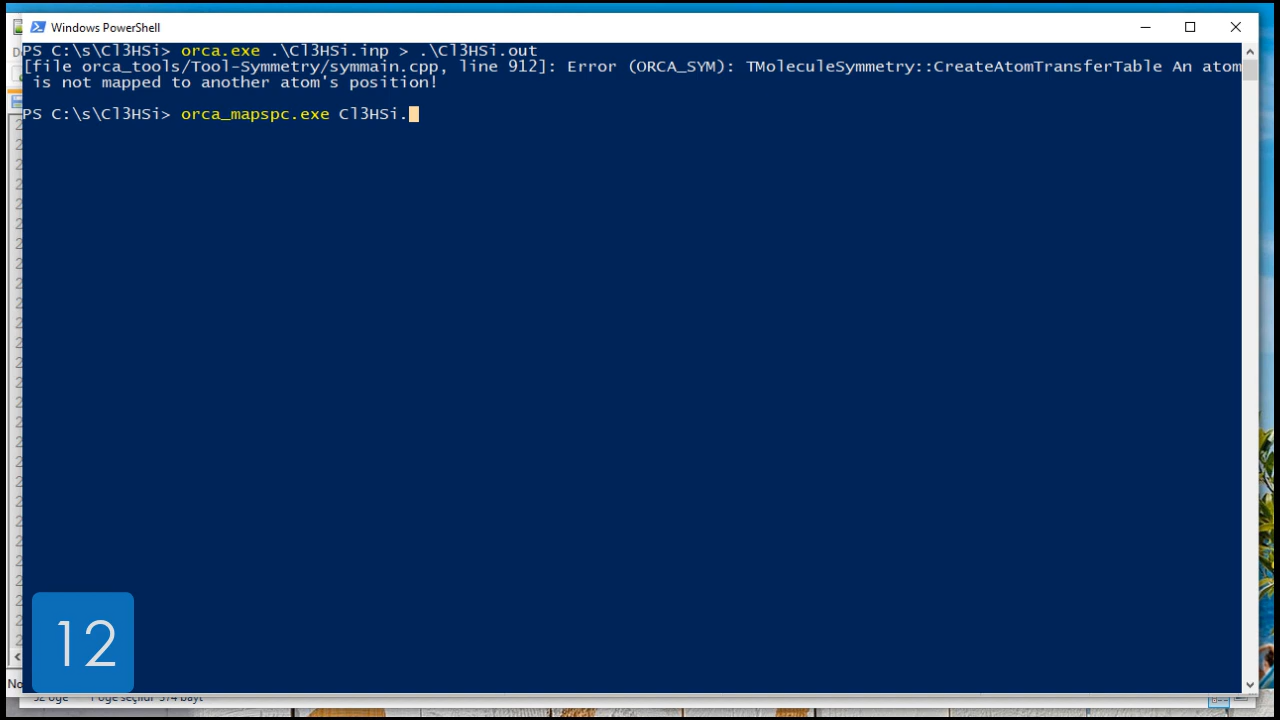 Windows PowerShell
PS C:\s\Cl3HSi> orca.exe .\Cl3HSi.inp > .\Cl3HSi.out
[file orca_tools/Tool-Symmetry/symmain.cpp, line 912]: Error (ORCA_SYM): TMoleculeSymmetry::CreateAtomTransferTable An atom
is not mapped to another atom's position!
PS C:\s\Cl3HSi> orca_mapspc.exe Cl3HSi.
12